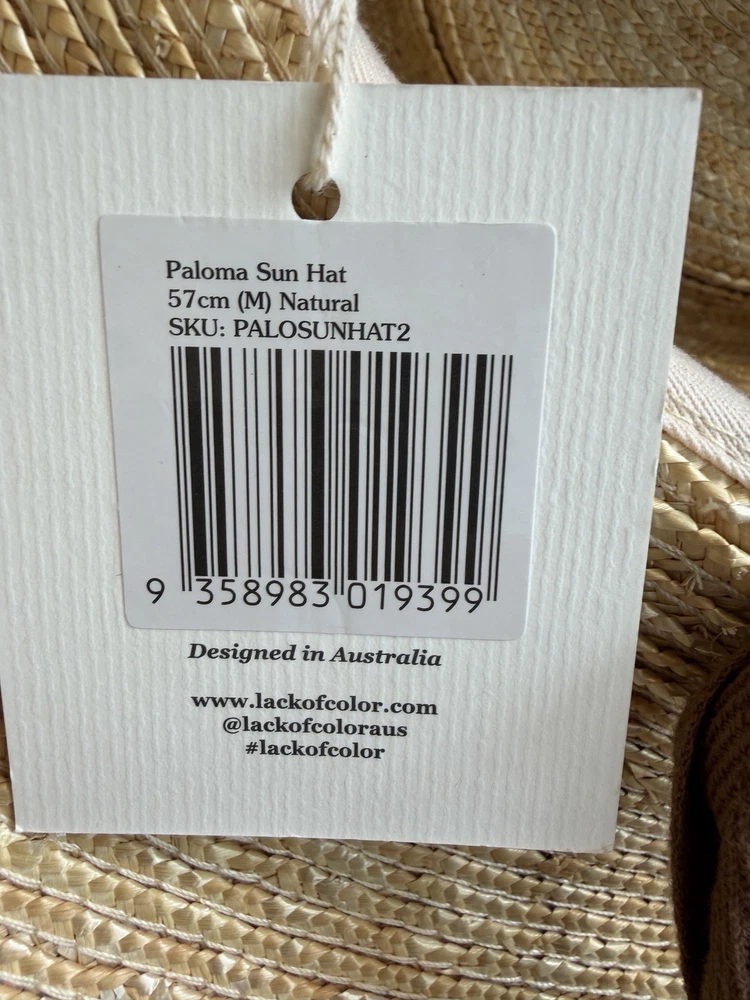 Paloma Sun Hat
57cm (M) Natural
SKU: PALOSUNHAT2
9 358983 019399
Designed in Australia
www.lackofcolor.com
@lackofcoloraus
#lackofcolor